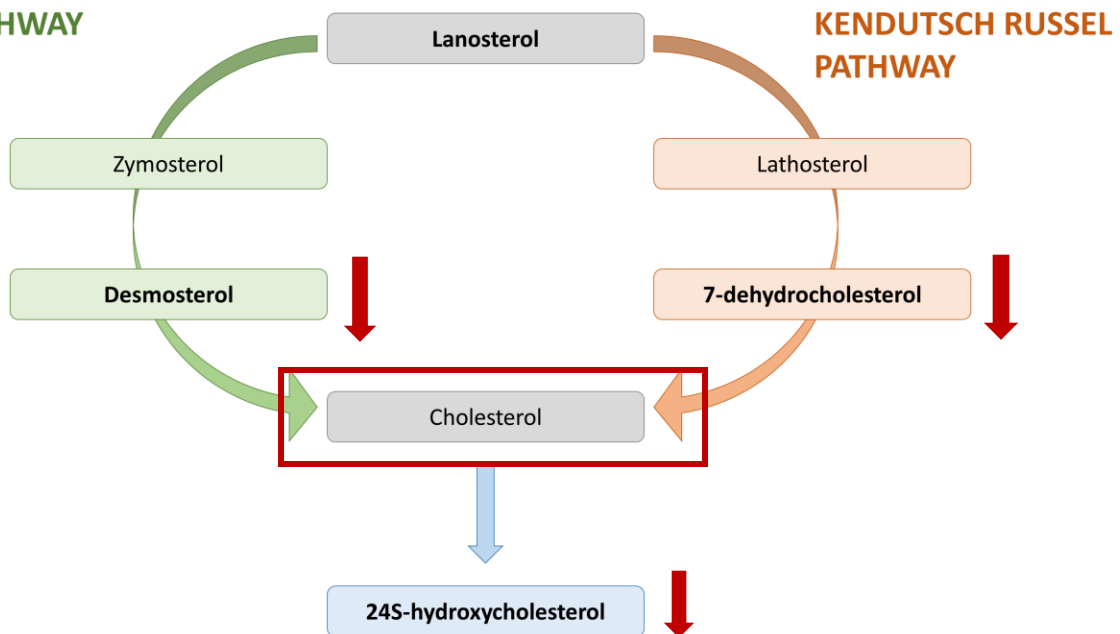 HWAY
KENDUTSCH RUSSEL
PATHWAY
Lanosterol
Zymosterol
Lathosterol
Desmosterol
7-dehydrocholesterol
Cholesterol
24S-hydroxycholesterol